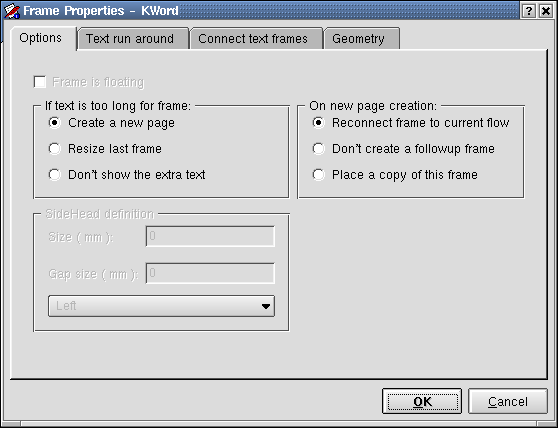 Frame Properties - KWord
Options
Text run around
Connect text frames
Geometry
Frame is floating
If text is too long for frame:
Create a new page
Resize last frame
Don't show the extra text
On new page creation:
Reconnect frame to current flow
Don't create a followup frame
Place a copy of this frame
SideHead definition
Size ( mm ):
0
Gap size ( mm ):
0
Left
OK
Cancel